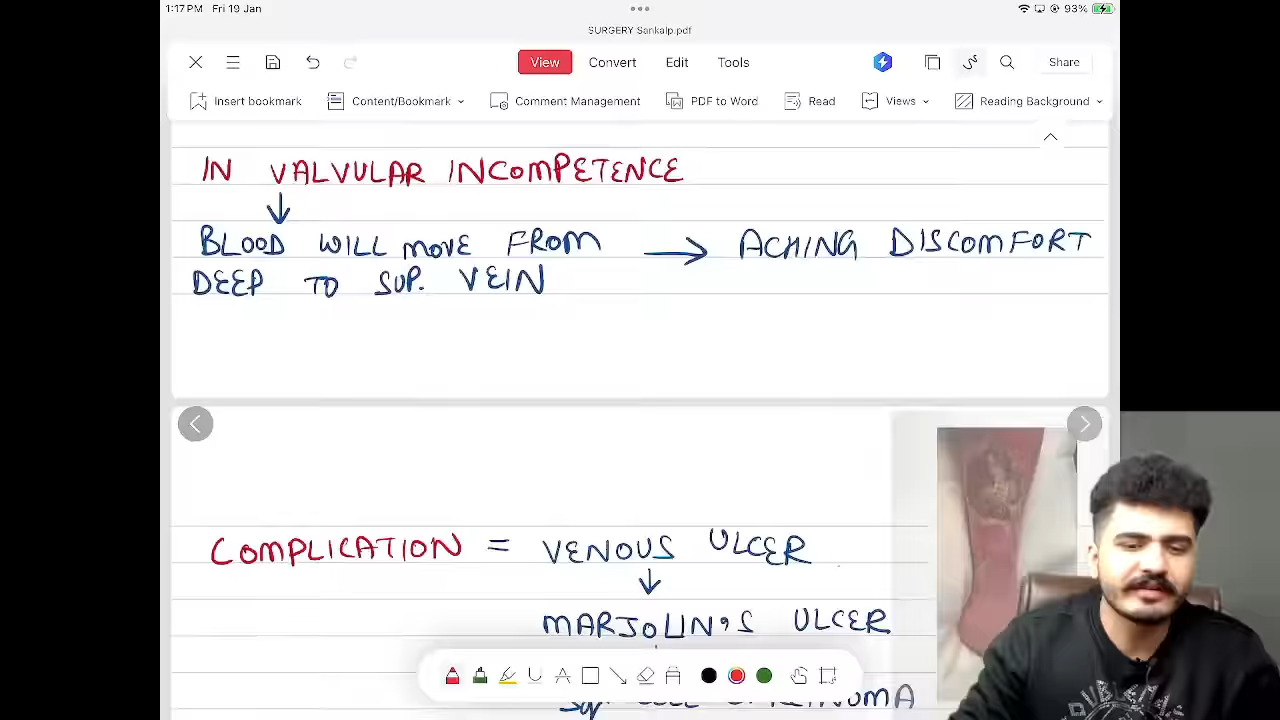 1:17 PM Fri 19 Jan
93%
SURGERY Sankalp.pdf
View Convert Edit Tools
Share
Insert bookmark Content/Bookmark Comment Management PDF to Word Read Views Reading Background
IN VALVULAR INCOMPETENCE
BLOOD WILL MOVE FROM → ACHING DISCOMFORT
DEEP TO SUP. VEIN
COMPLICATION = VENOUS ULCER
MARJOLIN'S ULCER